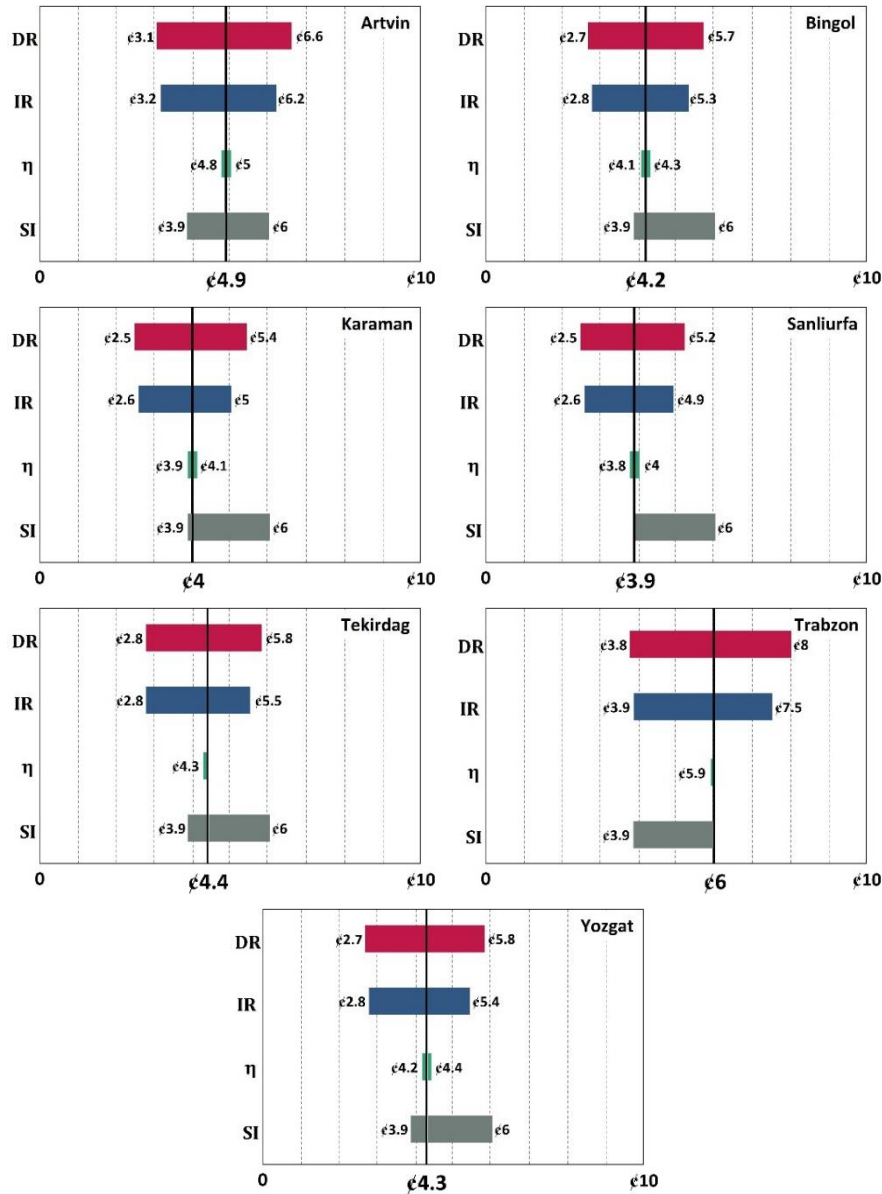 Artvin
DR ¢3.1 ¢6.6
IR ¢3.2 ¢6.2
η ¢4.8 ¢5
SI ¢3.9 ¢6
0 ¢4.9 ¢10
Bingol
DR ¢2.7 ¢5.7
IR ¢2.8 ¢5.3
η ¢4.1 ¢4.3
SI ¢3.9 ¢6
0 ¢4.2 ¢10
Karaman
DR ¢2.5 ¢5.4
IR ¢2.6 ¢5
η ¢3.9 ¢4.1
SI ¢3.9 ¢6
0 ¢4 ¢10
Sanliurfa
DR ¢2.5 ¢5.2
IR ¢2.6 ¢4.9
η ¢3.8 ¢4
SI ¢6
0 ¢3.9 ¢10
Tekirdag
DR ¢2.8 ¢5.8
IR ¢2.8 ¢5.5
η ¢4.3
SI ¢3.9 ¢6
0 ¢4.4 ¢10
Trabzon
DR ¢3.8 ¢8
IR ¢3.9 ¢7.5
η ¢5.9
SI ¢3.9
0 ¢6 ¢10
Yozgat
DR ¢2.7 ¢5.8
IR ¢2.8 ¢5.4
η ¢4.2 ¢4.4
SI ¢3.9 ¢6
0 ¢4.3 ¢10